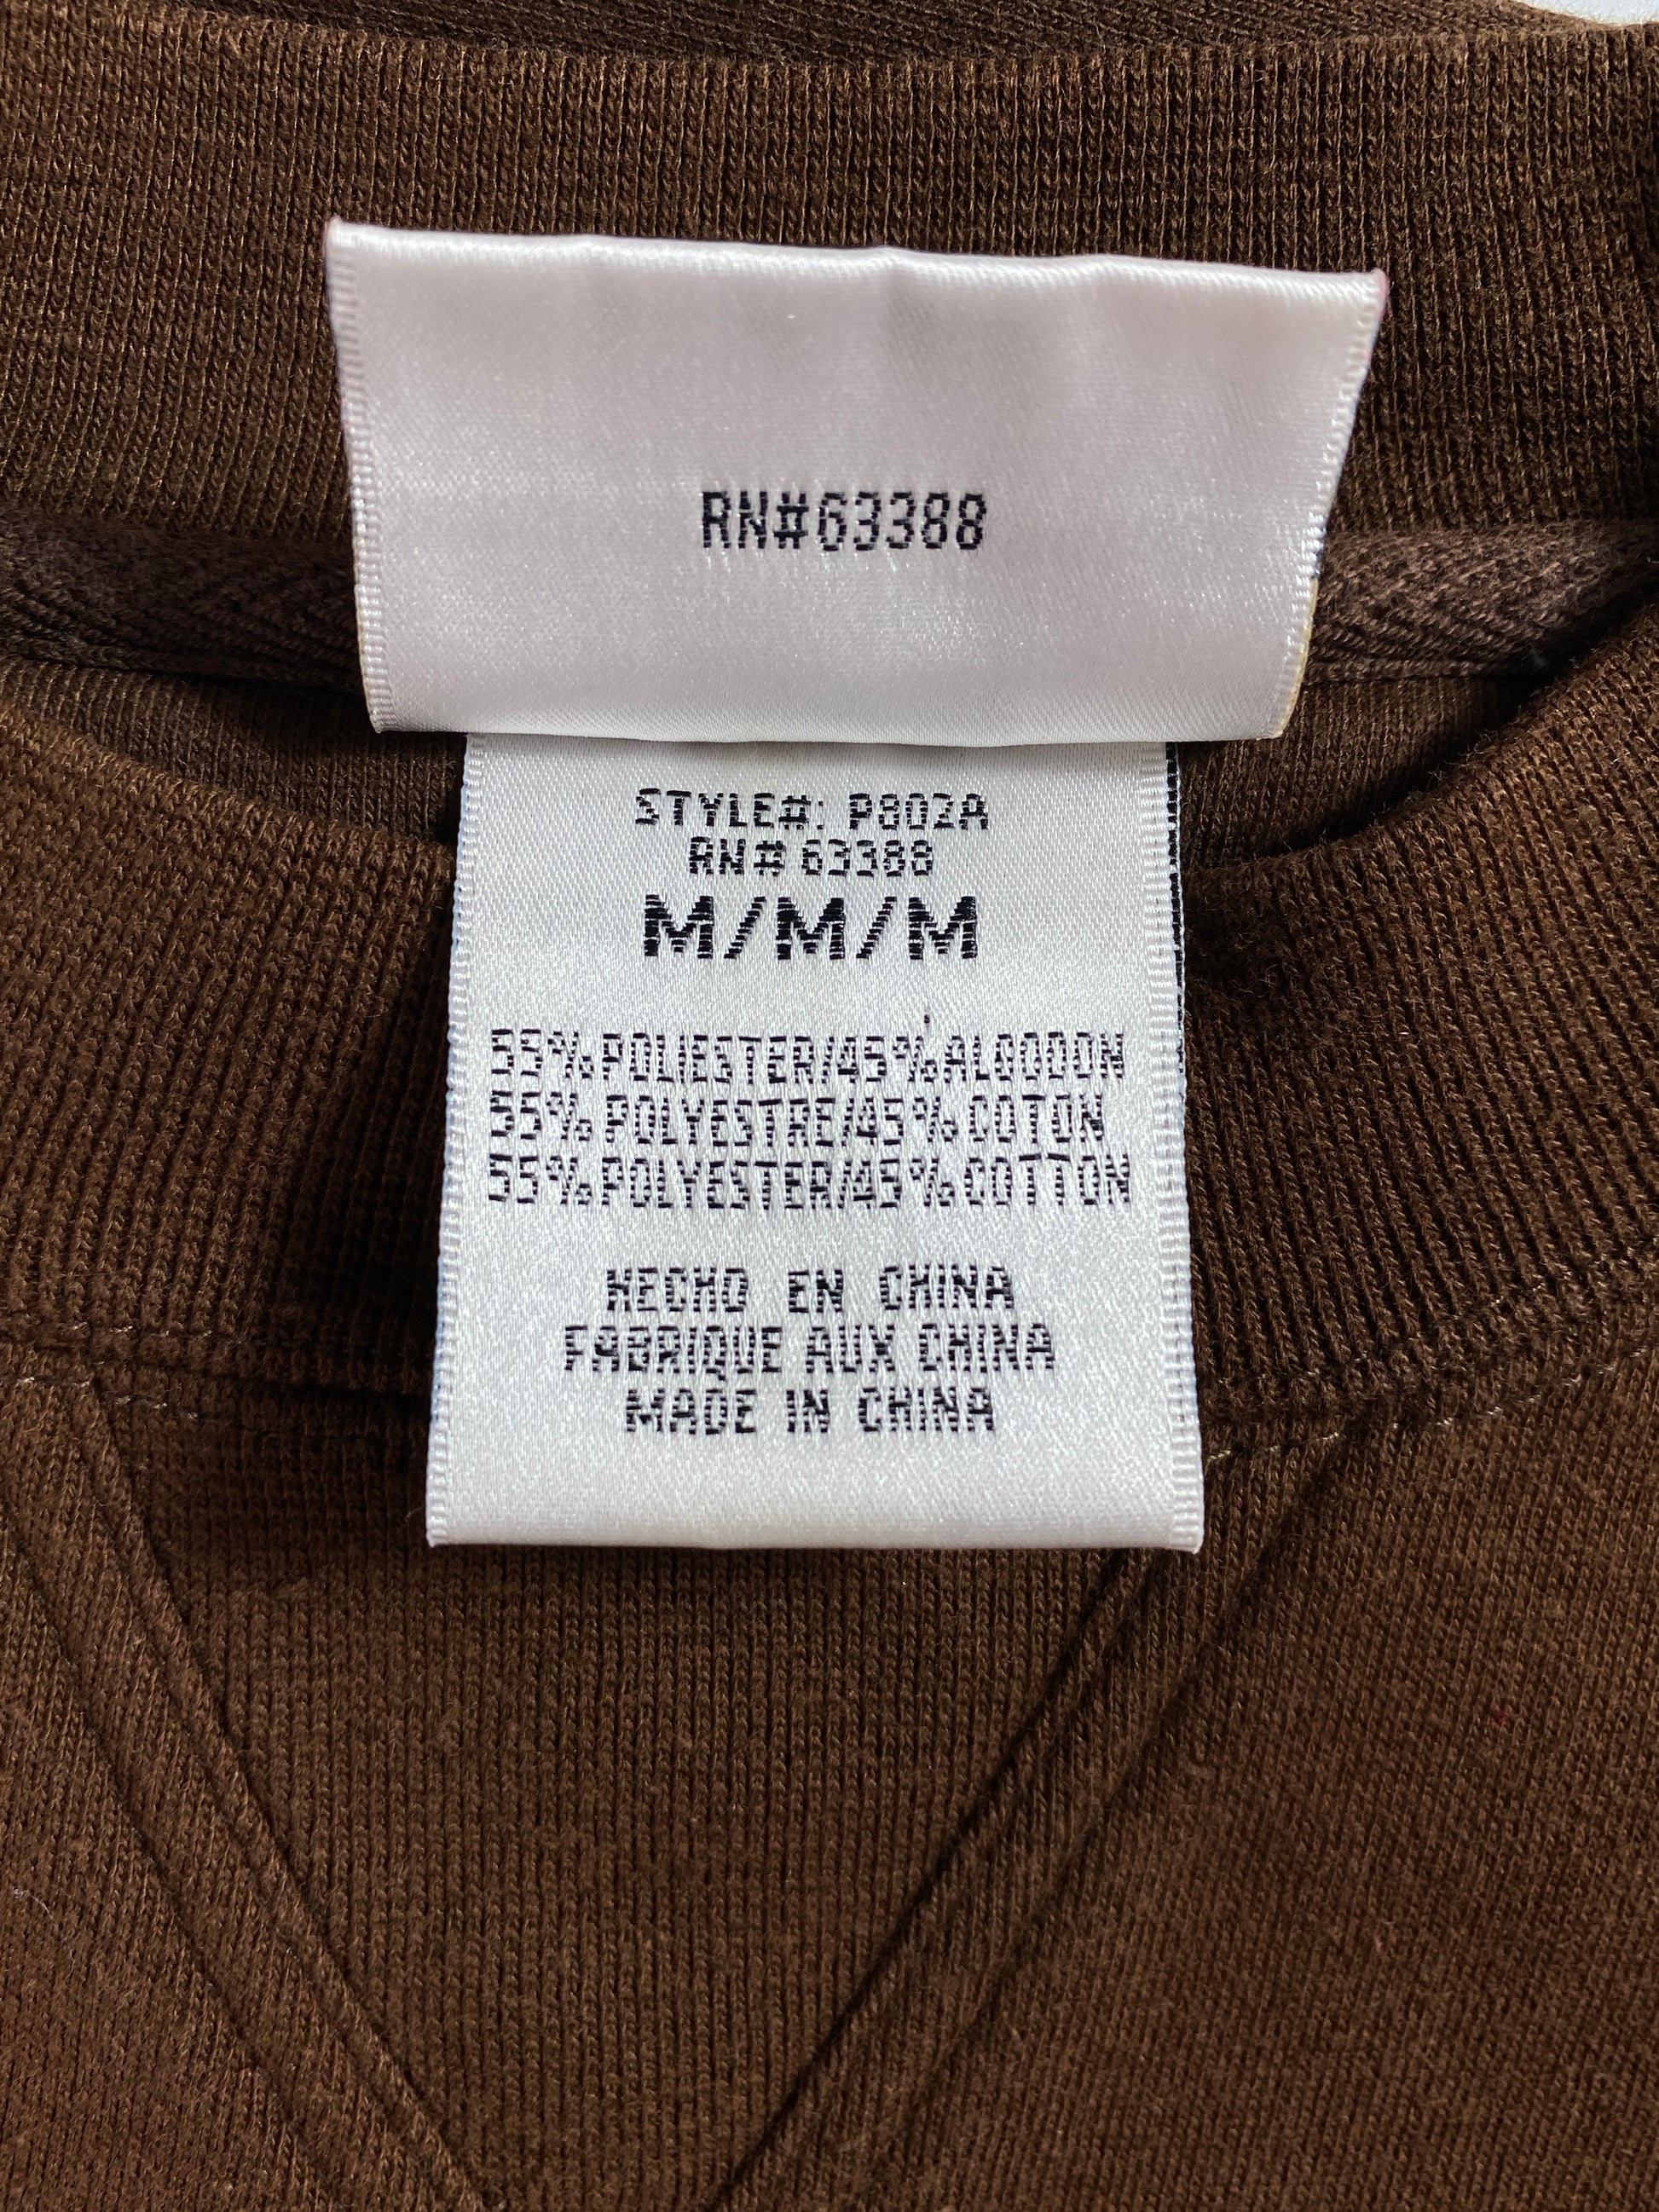 RN#63388
STYLE#: P802A
RN#63388
M/M/M
55%POLIESTER/45%ALGODON
55%POLYESTRE/45%COTON
55%POLYESTER/45%COTTON
HECHO EN CHINA
FABRIQUE AUX CHINA
MADE IN CHINA